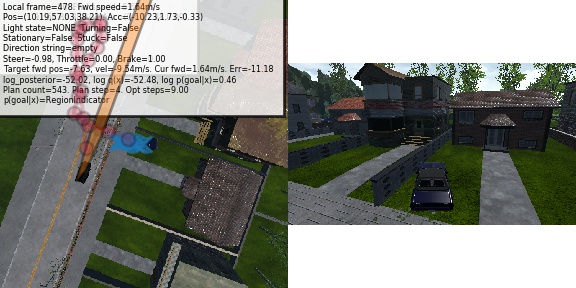 Local frame=478. Fwd speed=1.64m/s
Pos=(10.19,57.03,38.21), Acc=(-10.23,1.73,-0.33)
Light state=NONE, Turning=False
Stationary=False, Stuck=False
Direction string=empty
Steer=-0.98, Throttle=0.00, Brake=1.00
Target fwd pos=-7.63, vel=-9.54m/s. Cur fwd=1.64m/s. Err=-11.18
log_posterior=-52.02, log q(x)=-52.48, log p(goal|x)=0.46
Plan count=543. Plan step=4. Opt steps=9.00
p(goal|x)=RegionIndicator